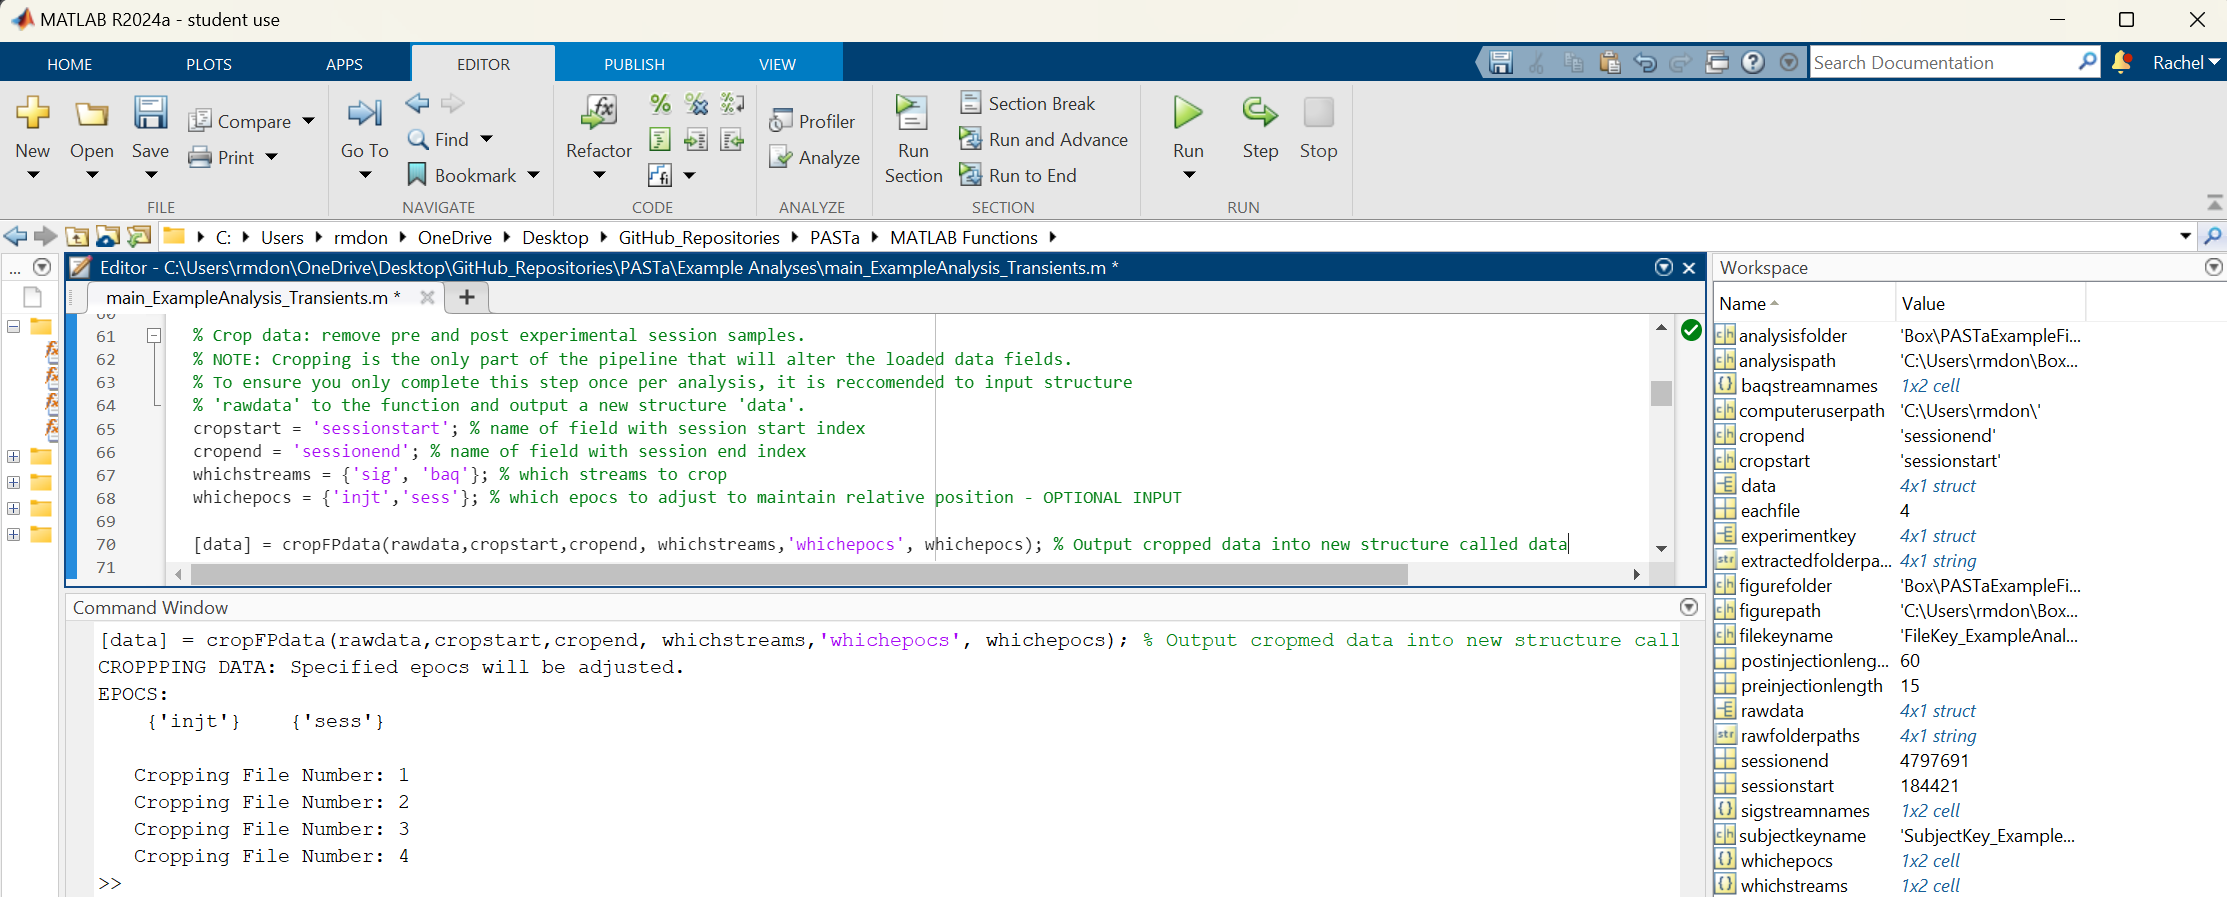 MATLAB R2024a - student use
HOME PLOTS APPS EDITOR PUBLISH VIEW
Search Documentation
Rachel
New
Open
Save
Compare
Print
FILE
Go To
Find
Bookmark
NAVIGATE
Refactor
CODE
Profiler
Analyze
ANALYZE
Run Section
Section Break
Run and Advance
Run to End
SECTION
Run
Step
Stop
RUN
C: Users rmdon OneDrive Desktop GitHub_Repositories PASTa MATLAB Functions
...
Editor - C:\Users\rmdon\OneDrive\Desktop\GitHub_Repositories\PASTa\Example Analyses\main_ExampleAnalysis_Transients.m *
main_ExampleAnalysis_Transients.m *
60
61 % Crop data: remove pre and post experimental session samples.
62 % NOTE: Cropping is the only part of the pipeline that will alter the loaded data fields.
63 % To ensure you only complete this step once per analysis, it is reccomended to input structure
64 % 'rawdata' to the function and output a new structure 'data'.
65 cropstart = 'sessionstart'; % name of field with session start index
66 cropend = 'sessionend'; % name of field with session end index
67 whichstreams = {'sig', 'baq'}; % which streams to crop
68 whichepocs = {'injt','sess'}; % which epocs to adjust to maintain relative position - OPTIONAL INPUT
69
70 [data] = cropFPdata(rawdata,cropstart,cropend, whichstreams,'whichepocs', whichepocs); % Output cropped data into new structure called data
71
Command Window
[data] = cropFPdata(rawdata,cropstart,cropend, whichstreams,'whichepocs', whichepocs); % Output cropmed data into new structure call
CROPPPING DATA: Specified epocs will be adjusted.
EPOCS:
{'injt'} {'sess'}
Cropping File Number: 1
Cropping File Number: 2
Cropping File Number: 3
Cropping File Number: 4
>>
Workspace
Name Value
analysisfolder 'Box\PASTaExampleFi...
analysispath 'C:\Users\rmdon\Box...
baqstreamnames 1x2 cell
computeruserpath 'C:\Users\rmdon\'
cropend 'sessionend'
cropstart 'sessionstart'
data 4x1 struct
eachfile 4
experimentkey 4x1 struct
extractedfolderpa... 4x1 string
figurefolder 'Box\PASTaExampleFi...
figurepath 'C:\Users\rmdon\Box...
filekeyname 'FileKey_ExampleAnal...
postinjectionleng... 60
preinjectionlength 15
rawdata 4x1 struct
rawfolderpaths 4x1 string
sessionend 4797691
sessionstart 184421
sigstreamnames 1x2 cell
subjectkeyname 'SubjectKey_Example...
whichepocs 1x2 cell
whichstreams 1x2 cell